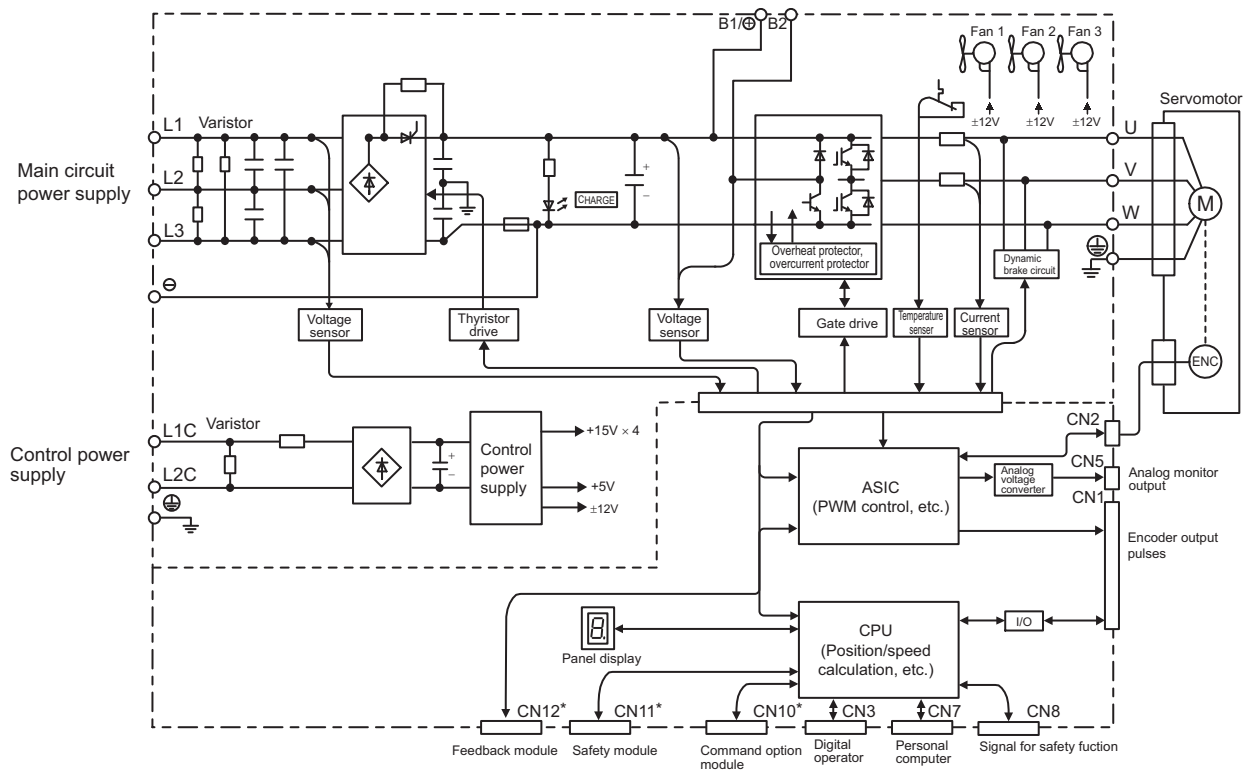 B1/⊕ B2
Fan 1 Fan 2 Fan 3
±12V ±12V ±12V
Servomotor
Main circuit
power supply
L1
Varistor
L2
L3
⊖
+
–
CHARGE
+
–
Overheat protector,
overcurrent protector
U
V
W
M
Dynamic
brake circuit
Voltage
sensor
Thyristor
drive
Voltage
sensor
Gate drive
Temperature
senser
Current
sensor
ENC
Control power
supply
L1C
Varistor
L2C
+
–
Control
power
supply
+15V × 4
+5V
±12V
ASIC
(PWM control, etc.)
Analog
voltage
converter
CN2
CN5
Analog monitor
output
CN1
Encoder output
pulses
CPU
(Position/speed
calculation, etc.)
I/O
8.
Panel display
CN12*
Feedback module
CN11*
Safety module
CN10*
Command option
module
CN3
Digital
operator
CN7
Personal
computer
CN8
Signal for safety fuction